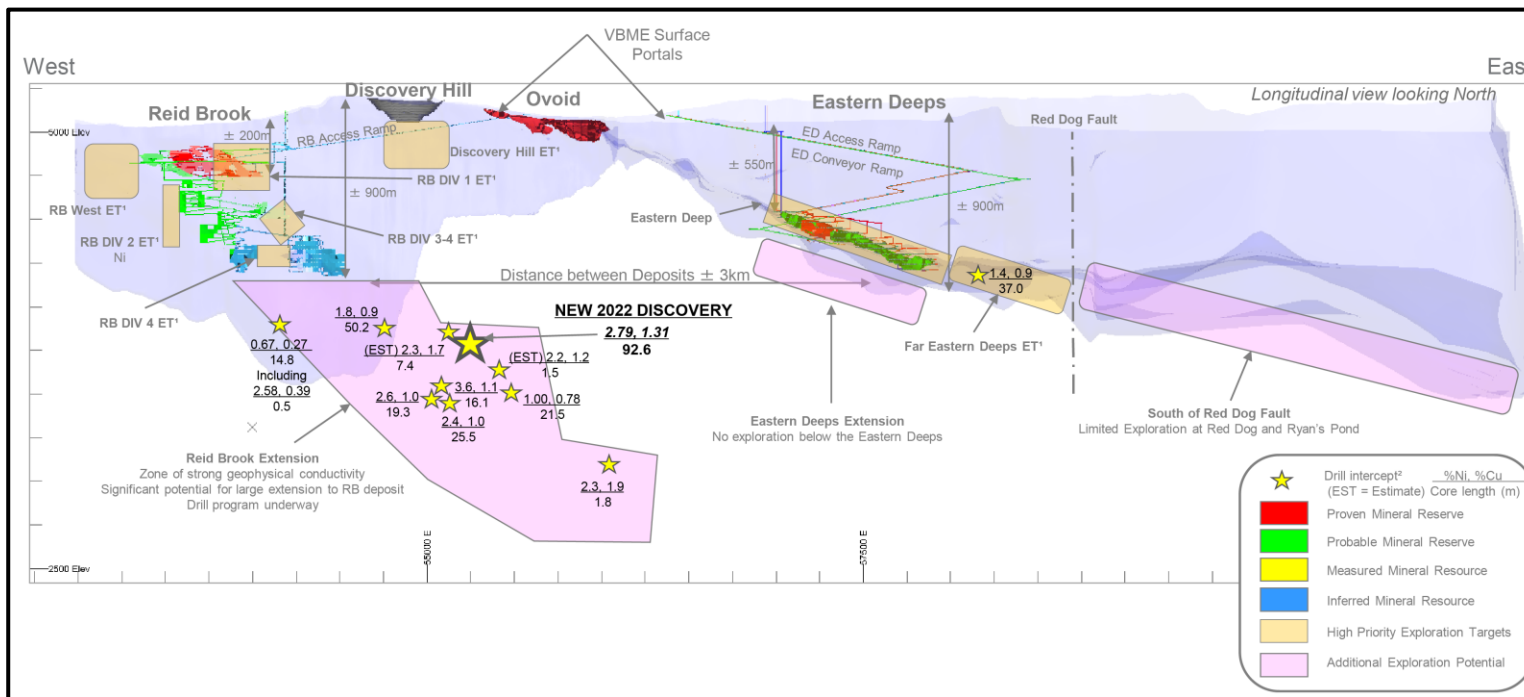 VBME Surface
Portals
West
Eas
Longitudinal view looking North
Reid Brook
Discovery Hill
Ovoid
Eastern Deeps
Red Dog Fault
5000 Elev
± 200m
RB Access Ramp
Discovery Hill ET¹
ED Access Ramp
ED Conveyor Ramp
± 550m
RB DIV 1 ET¹
± 900m
± 900m
RB West ET¹
Eastern Deep
RB DIV 2 ET¹
Ni
RB DIV 3-4 ET¹
Distance between Deposits ± 3km
1.4, 0.9
37.0
RB DIV 4 ET¹
NEW 2022 DISCOVERY
2.79, 1.31
92.6
1.8, 0.9
50.2
0.67, 0.27
14.8
Including
2.58, 0.39
0.5
(EST) 2.3, 1.7
7.4
(EST) 2.2, 1.2
1.5
Far Eastern Deeps ET¹
3.6, 1.1
16.1
2.6, 1.0
19.3
1.00, 0.78
21.5
2.4, 1.0
25.5
Eastern Deeps Extension
No exploration below the Eastern Deeps
South of Red Dog Fault
Limited Exploration at Red Dog and Ryan's Pond
Reid Brook Extension
Zone of strong geophysical conductivity
Significant potential for large extension to RB deposit
Drill program underway
2.3, 1.9
1.8
2500 Elev
55000 E
57500 E
Drill intercept² %Ni, %Cu
(EST = Estimate) Core length (m)
Proven Mineral Reserve
Probable Mineral Reserve
Measured Mineral Resource
Inferred Mineral Resource
High Priority Exploration Targets
Additional Exploration Potential